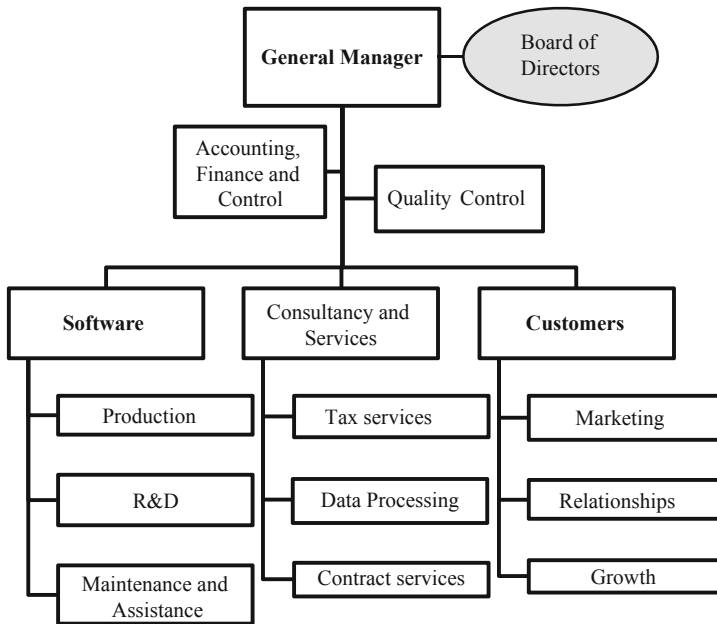 General Manager
Board of
Directors
Accounting,
Finance and
Control
Quality Control
Software
Consultancy and
Services
Customers
Production
Tax services
Marketing
R&D
Data Processing
Relationships
Maintenance and
Assistance
Contract services
Growth